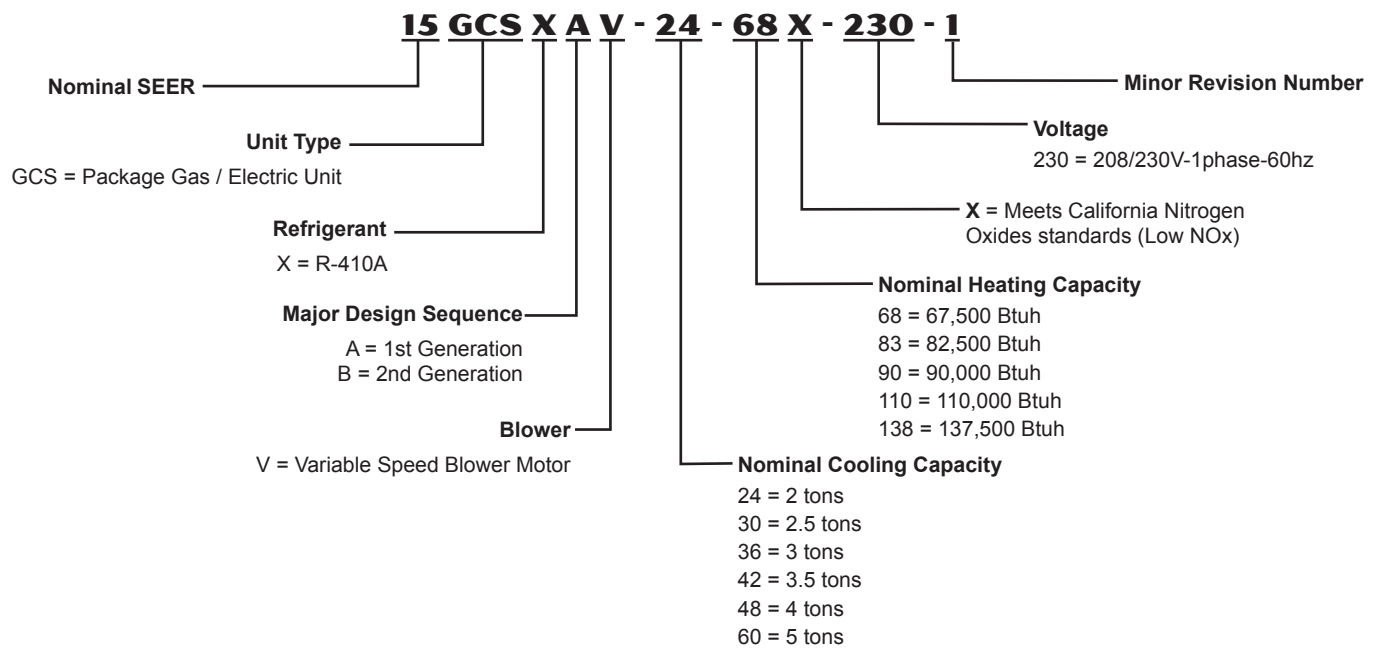 15 GCS X A V - 24 - 68 X - 230 - 1
Nominal SEER
Minor Revision Number
Unit Type
GCS = Package Gas / Electric Unit
Voltage
230 = 208/230V-1phase-60hz
Refrigerant
X = R-410A
X = Meets California Nitrogen
Oxides standards (Low NOx)
Major Design Sequence
A = 1st Generation
B = 2nd Generation
Nominal Heating Capacity
68 = 67,500 Btuh
83 = 82,500 Btuh
90 = 90,000 Btuh
110 = 110,000 Btuh
138 = 137,500 Btuh
Blower
V = Variable Speed Blower Motor
Nominal Cooling Capacity
24 = 2 tons
30 = 2.5 tons
36 = 3 tons
42 = 3.5 tons
48 = 4 tons
60 = 5 tons